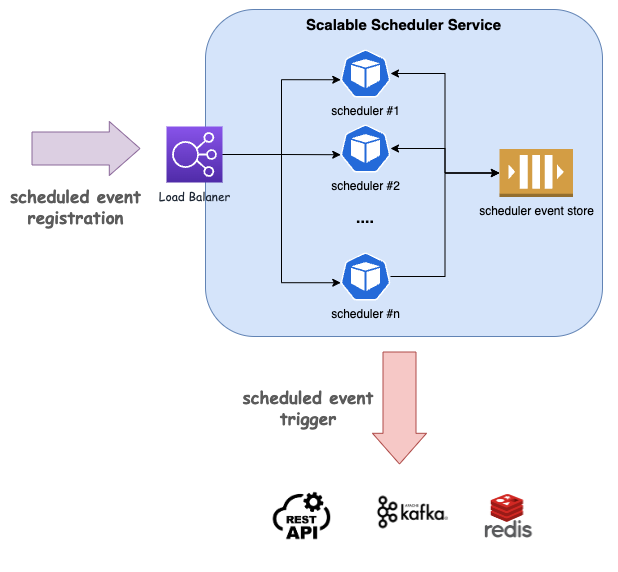 Scalable Scheduler Service
scheduler #1
scheduled event
registration
Load Balaner
scheduler #2
scheduler event store
....
scheduler #n
scheduled event
trigger
REST
API
APACHE
kafka
redis